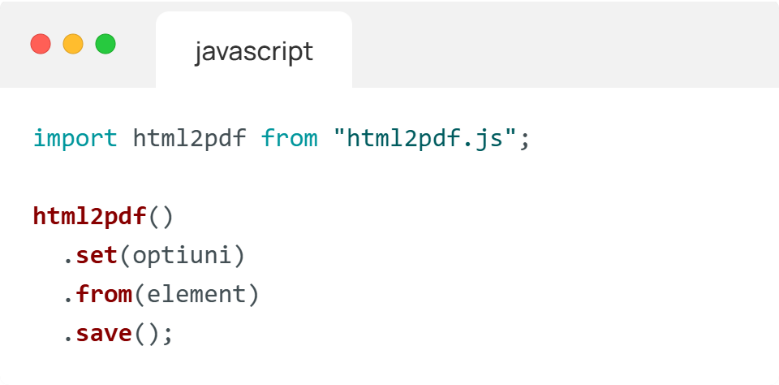 javascript
import html2pdf from "html2pdf.js";
html2pdf()
.set(optiuni)
.from(element)
.save();